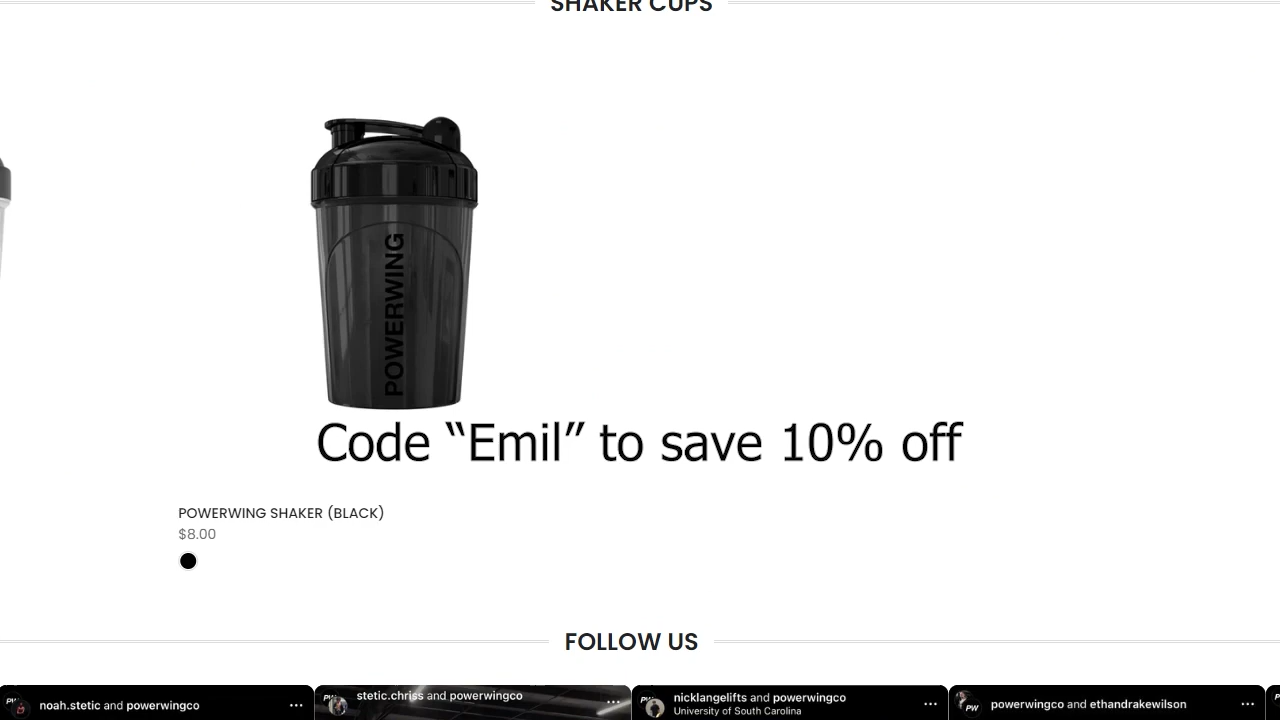 SHAKER CUPS
POWERWING
Code “Emil” to save 10% off
POWERWING SHAKER (BLACK)
$8.00
FOLLOW US
noah.stetic and powerwingco
stetic.chriss and powerwingco
nicklangelifts and powerwingco
University of South Carolina
PW
powerwingco and ethandrakewilson